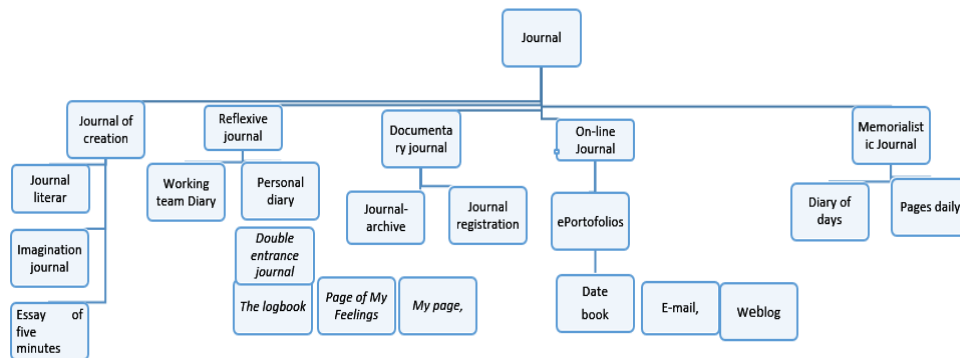 Journal
Journal of
creation
Reflexive
journal
Documenta
ry journal
On-line
Journal
Memorialist
ic Journal
Journal
literar
Working
team Diary
Personal
diary
Journal-
archive
Journal
registration
ePortofolios
Diary of
days
Pages daily
Imagination
journal
Double
entrance
journal
Essay of
five
minutes
The logbook
Page of My
Feelings
My page,
Date
book
E-mail,
Weblog